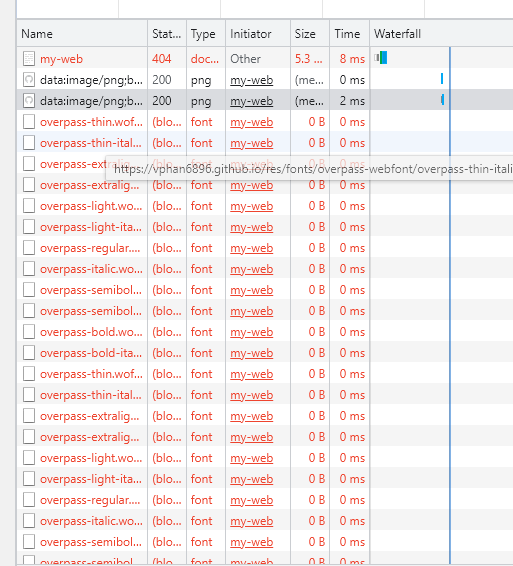 Name Stat... Type Initiator Size Time Waterfall
my-web 404 doc... Other 5.3 ... 8 ms
data:image/png;b... 200 png my-web (me... 0 ms
data:image/png;b... 200 png my-web (me... 2 ms
overpass-thin.wof... (blo... font my-web 0 B 0 ms
overpass-thin-ital... (blo... font my-web 0 B 0 ms
overpass-extralig... (blo... font my-web 0 B 0 ms
https://vphan6896.github.io/res/fonts/overpass-webfont/overpass-thin-italic
overpass-extralig... (blo... font my-web 0 B 0 ms
overpass-light.wo... (blo... font my-web 0 B 0 ms
overpass-light-ita... (blo... font my-web 0 B 0 ms
overpass-regular.... (blo... font my-web 0 B 0 ms
overpass-italic.wo... (blo... font my-web 0 B 0 ms
overpass-semibol... (blo... font my-web 0 B 0 ms
overpass-semibol... (blo... font my-web 0 B 0 ms
overpass-bold.wo... (blo... font my-web 0 B 0 ms
overpass-bold-ita... (blo... font my-web 0 B 0 ms
overpass-thin.wof... (blo... font my-web 0 B 0 ms
overpass-thin-ital... (blo... font my-web 0 B 0 ms
overpass-extralig... (blo... font my-web 0 B 0 ms
overpass-extralig... (blo... font my-web 0 B 0 ms
overpass-light.wo... (blo... font my-web 0 B 0 ms
overpass-light-ita... (blo... font my-web 0 B 0 ms
overpass-regular.... (blo... font my-web 0 B 0 ms
overpass-italic.wo... (blo... font my-web 0 B 0 ms
overpass-semibol... (blo... font my-web 0 B 0 ms
overpass-semibol... (blo... font my-web 0 B 0 ms